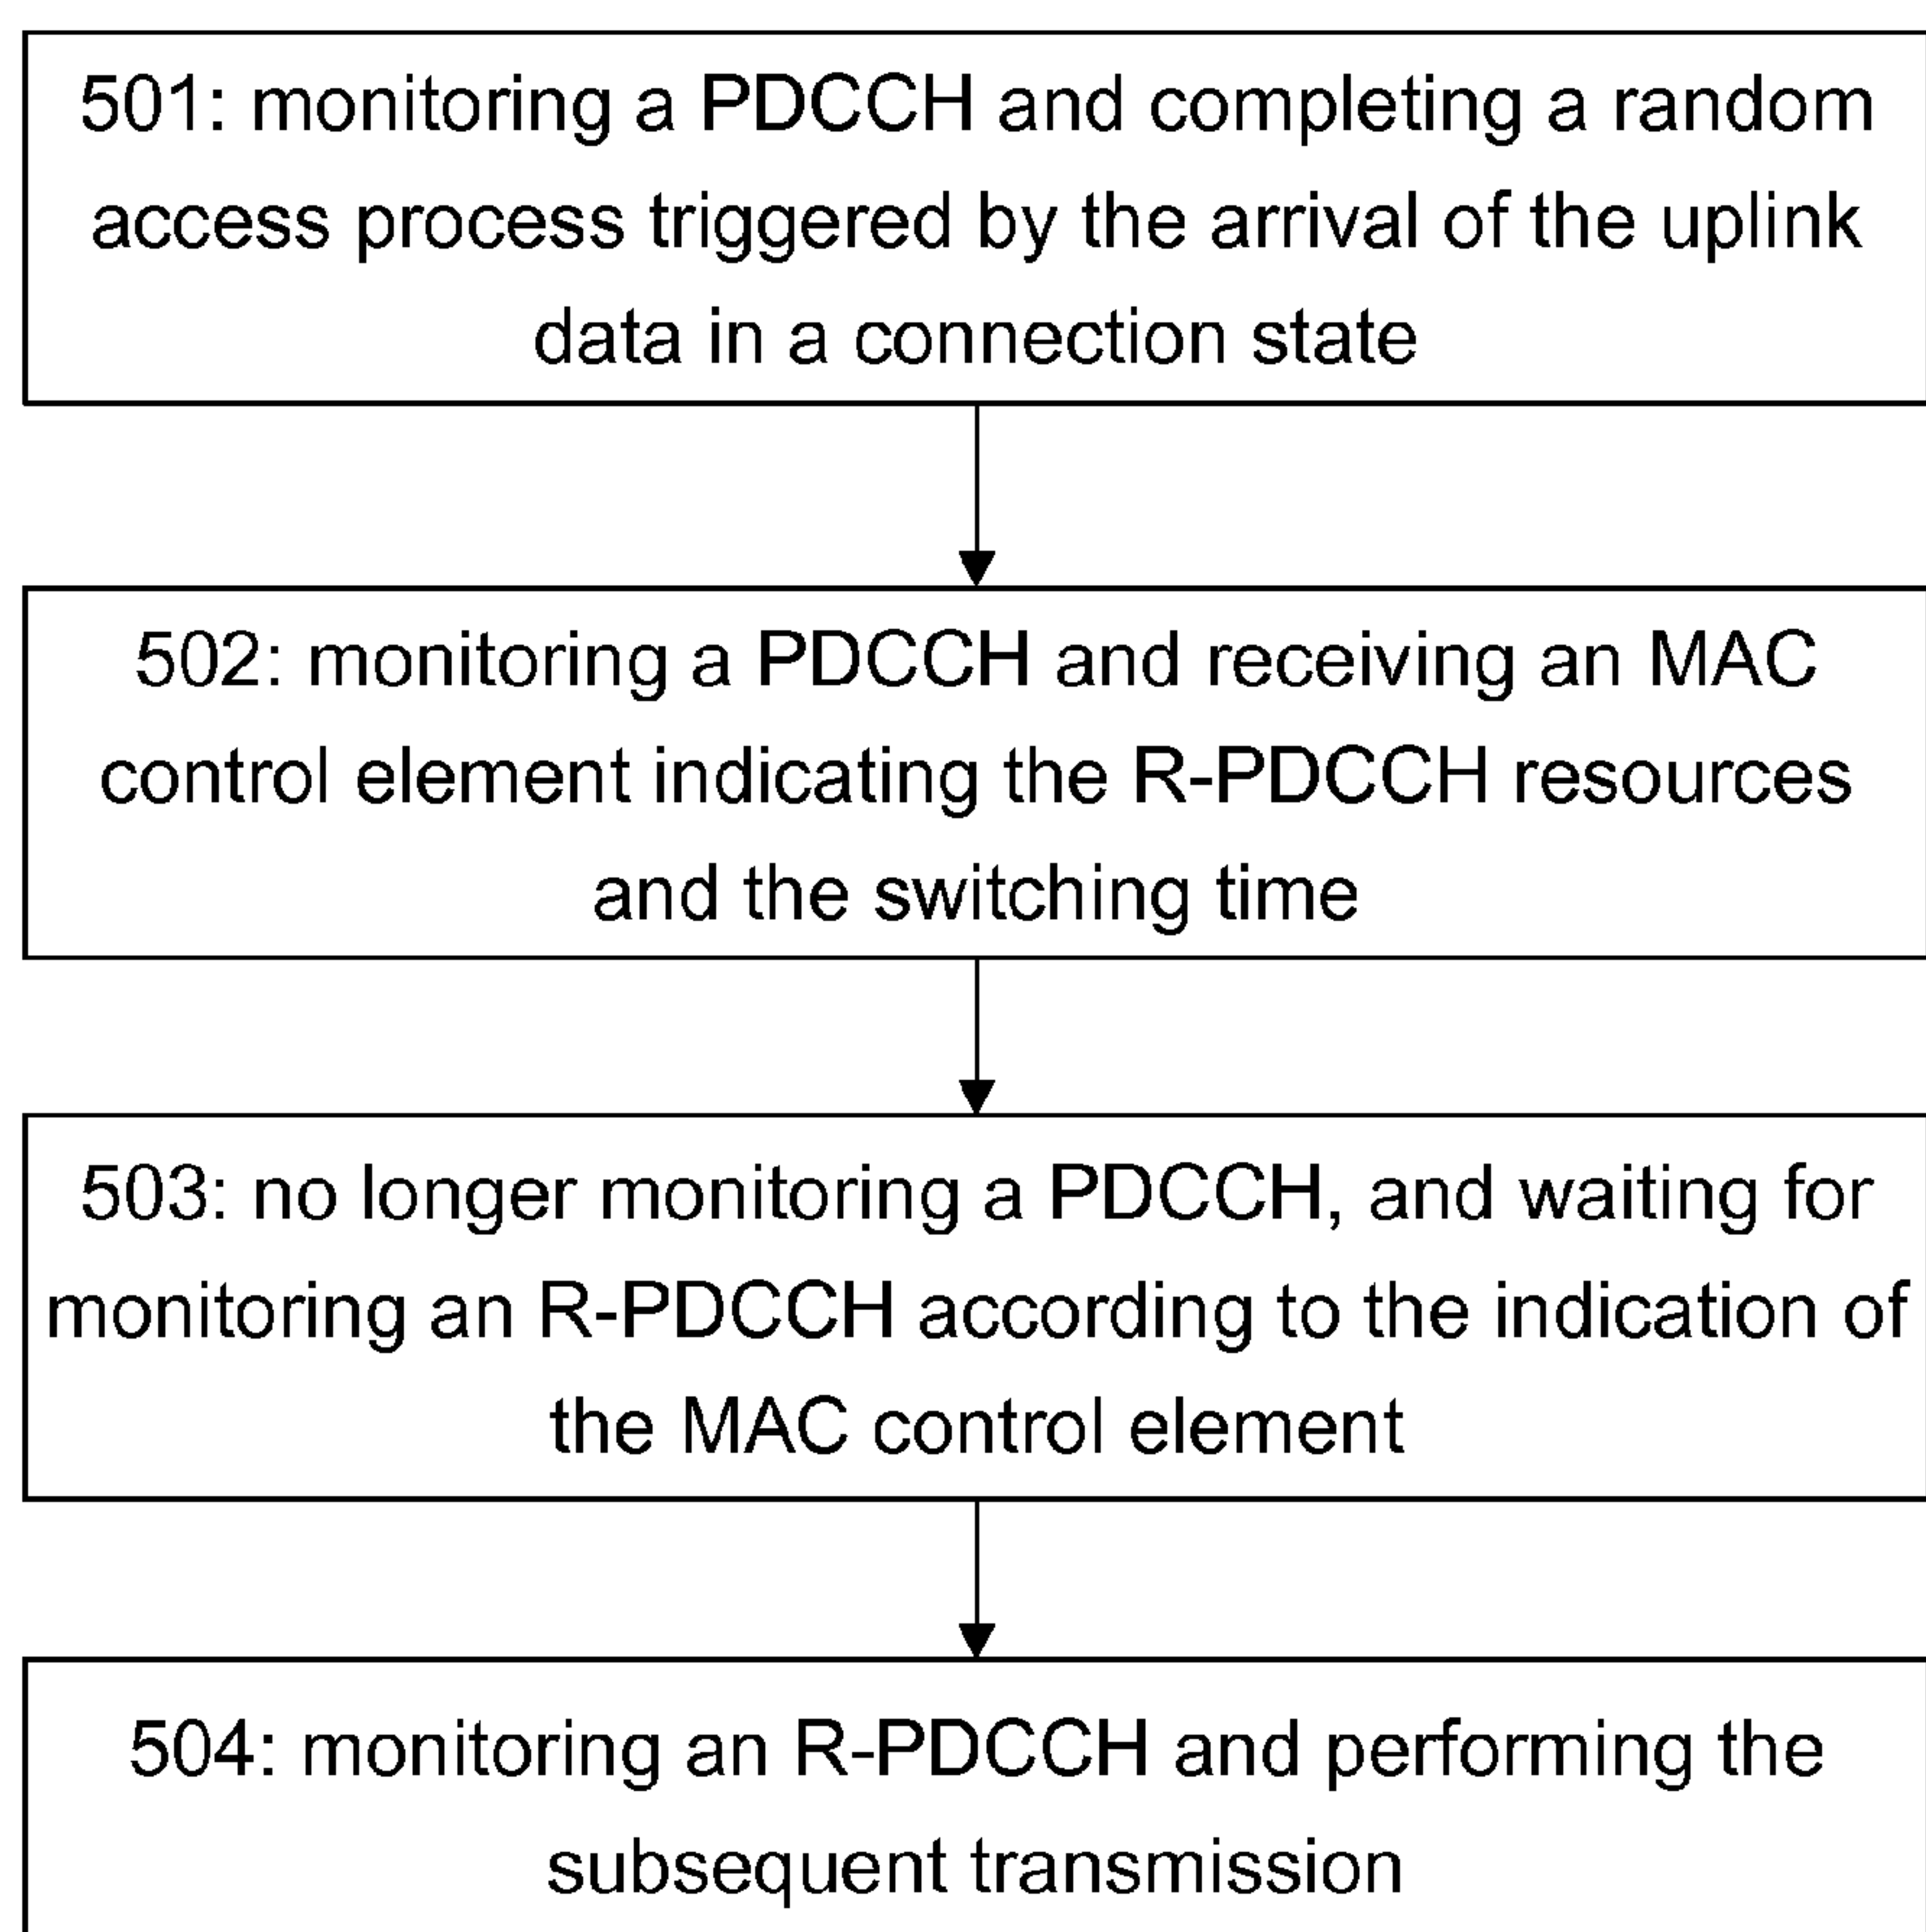 501: monitoring a PDCCH and completing a random
access process triggered by the arrival of the uplink
data in a connection state
502: monitoring a PDCCH and receiving an MAC
control element indicating the R-PDCCH resources
and the switching time
503: no longer monitoring a PDCCH, and waiting for
monitoring an R-PDCCH according to the indication of
the MAC control element
504: monitoring an R-PDCCH and performing the
subsequent transmission